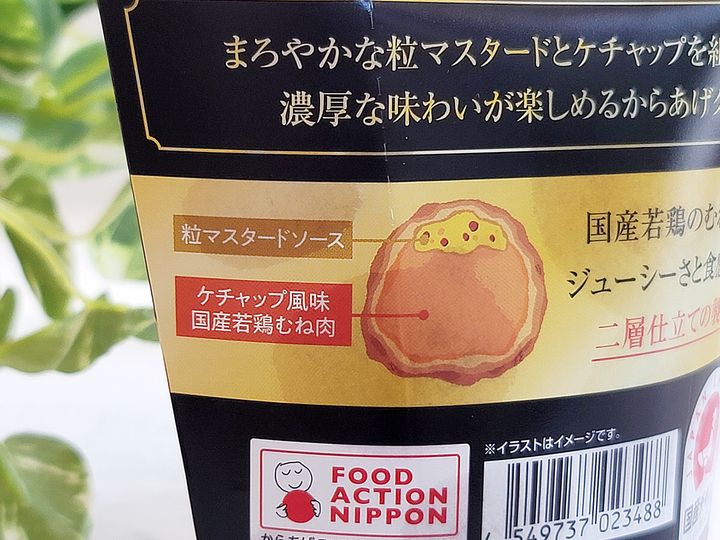 まろやかな粒マスタードとケチャップを組
濃厚な味わいが楽しめるからあげ
粒マスタードソース
ケチャップ風味
国産若鶏むね肉
国産若鶏のむね
ジューシーさと食
二層仕立ての
※イラストはイメージです。
FOOD
ACTION
NIPPON
4 549737 023488
JAPAN
国産